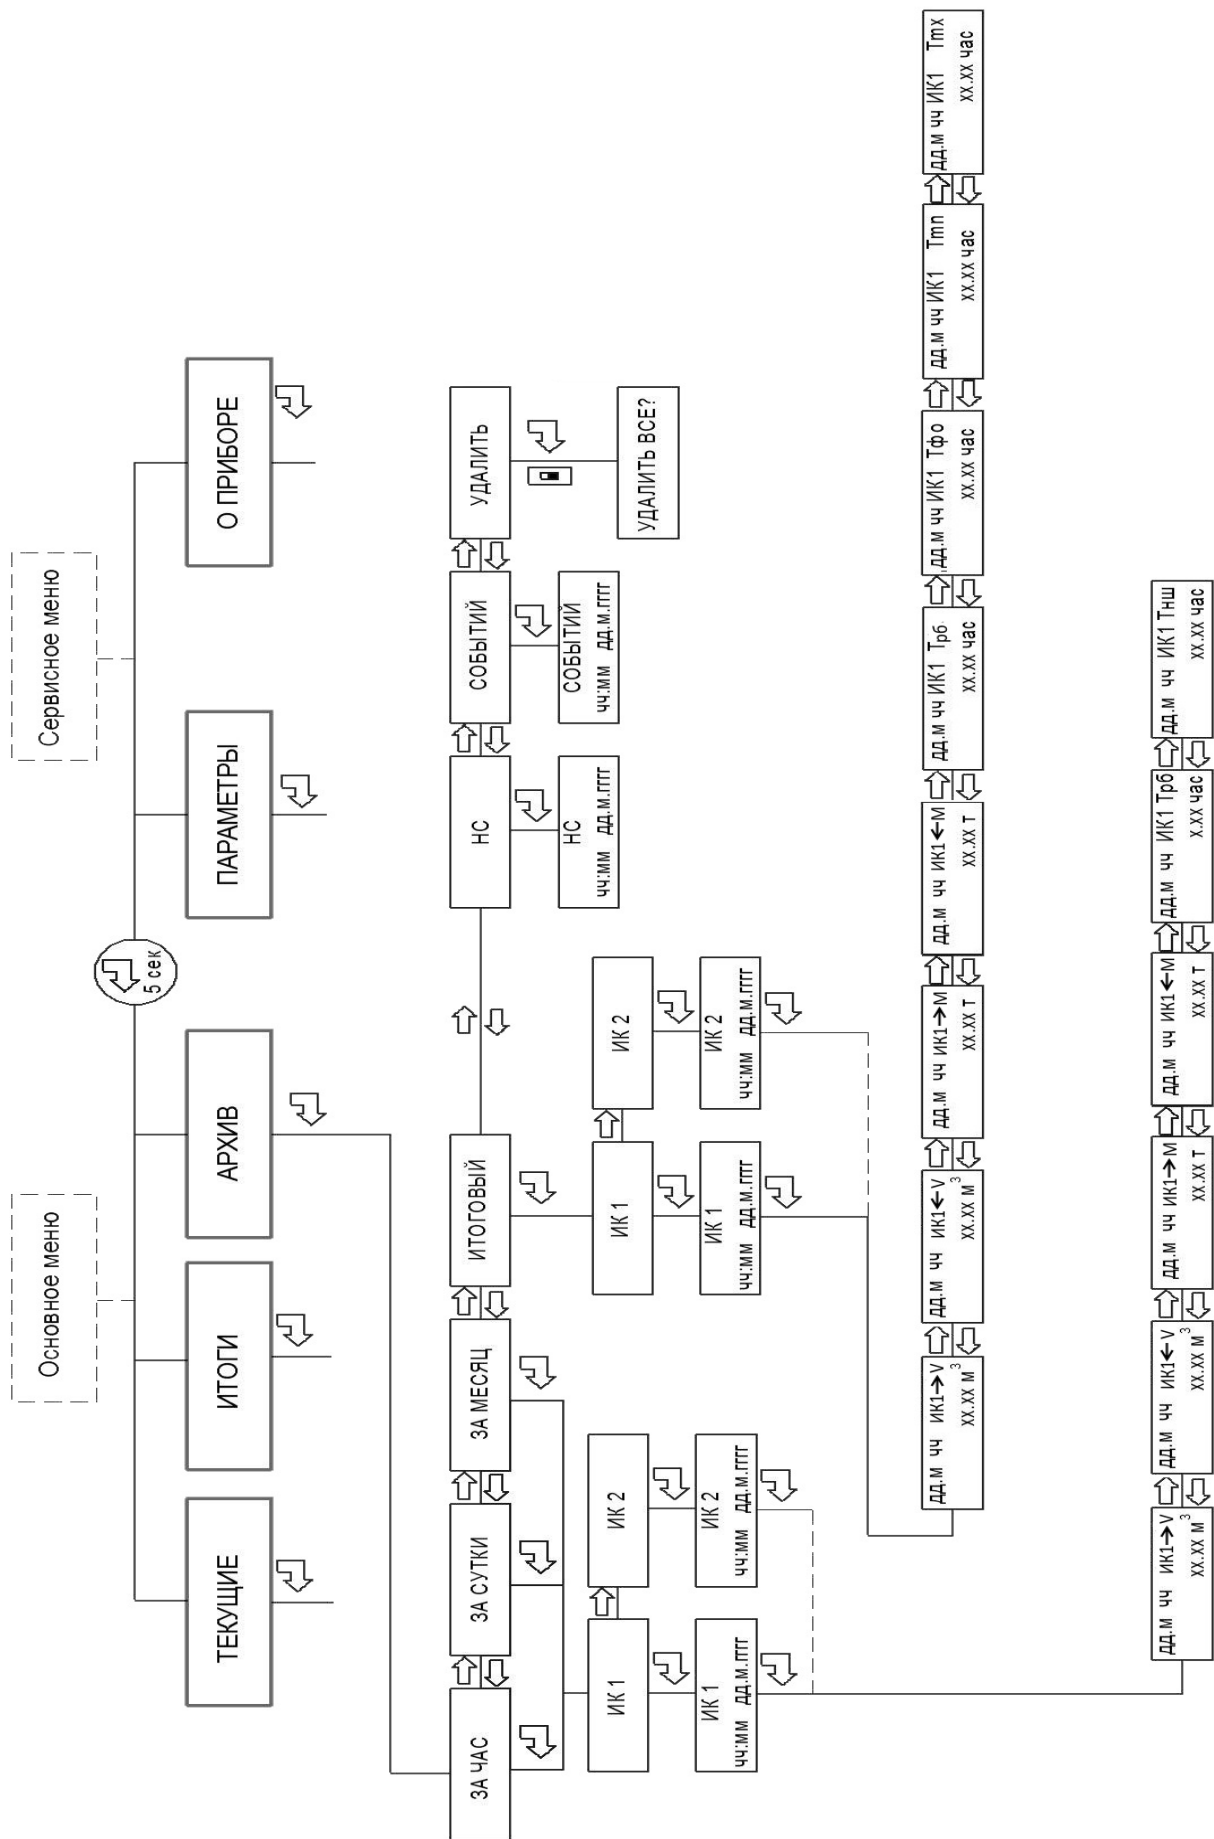 Основное меню
Сервисное меню
5 сек
ТЕКУЩИЕ
ИТОГИ
АРХИВ
ПАРАМЕТРЫ
О ПРИБОРЕ
ЗА ЧАС
ЗА СУТКИ
ЗА МЕСЯЦ
ИТОГОВЫЙ
НС
СОБЫТИЙ
УДАЛИТЬ
НС
чч:мм дд.м.гггг
СОБЫТИЙ
чч:мм дд.м.гггг
УДАЛИТЬ ВСЕ?
ИК 1
ИК 2
ИК 1
чч:мм дд.м.гггг
ИК 2
чч:мм дд.м.гггг
ИК 1
ИК 2
ИК 1
чч:мм дд.м.гггг
ИК 2
чч:мм дд.м.гггг
дд.м чч ИК1→V
хх.хх м³
дд.м чч ИК1←V
хх.хх м³
дд.м чч ИК1→М
хх.хх т
дд.м чч ИК1←М
хх.хх т
дд.м чч ИК1 Трб.
хх.хх час
дд.м чч ИК1 Тфо
хх.хх час
дд.м чч ИК1 Tmn
хх.хх час
дд.м чч ИК1 Tmx
хх.хх час
дд.м чч ИК1→V
хх.хх м³
дд.м чч ИК1←V
хх.хх м³
дд.м чч ИК1→М
хх.хх т
дд.м чч ИК1←М
хх.хх т
дд.м чч ИК1 Трб
х.хх час
дд.м чч ИК1 Тнш
хх.хх час